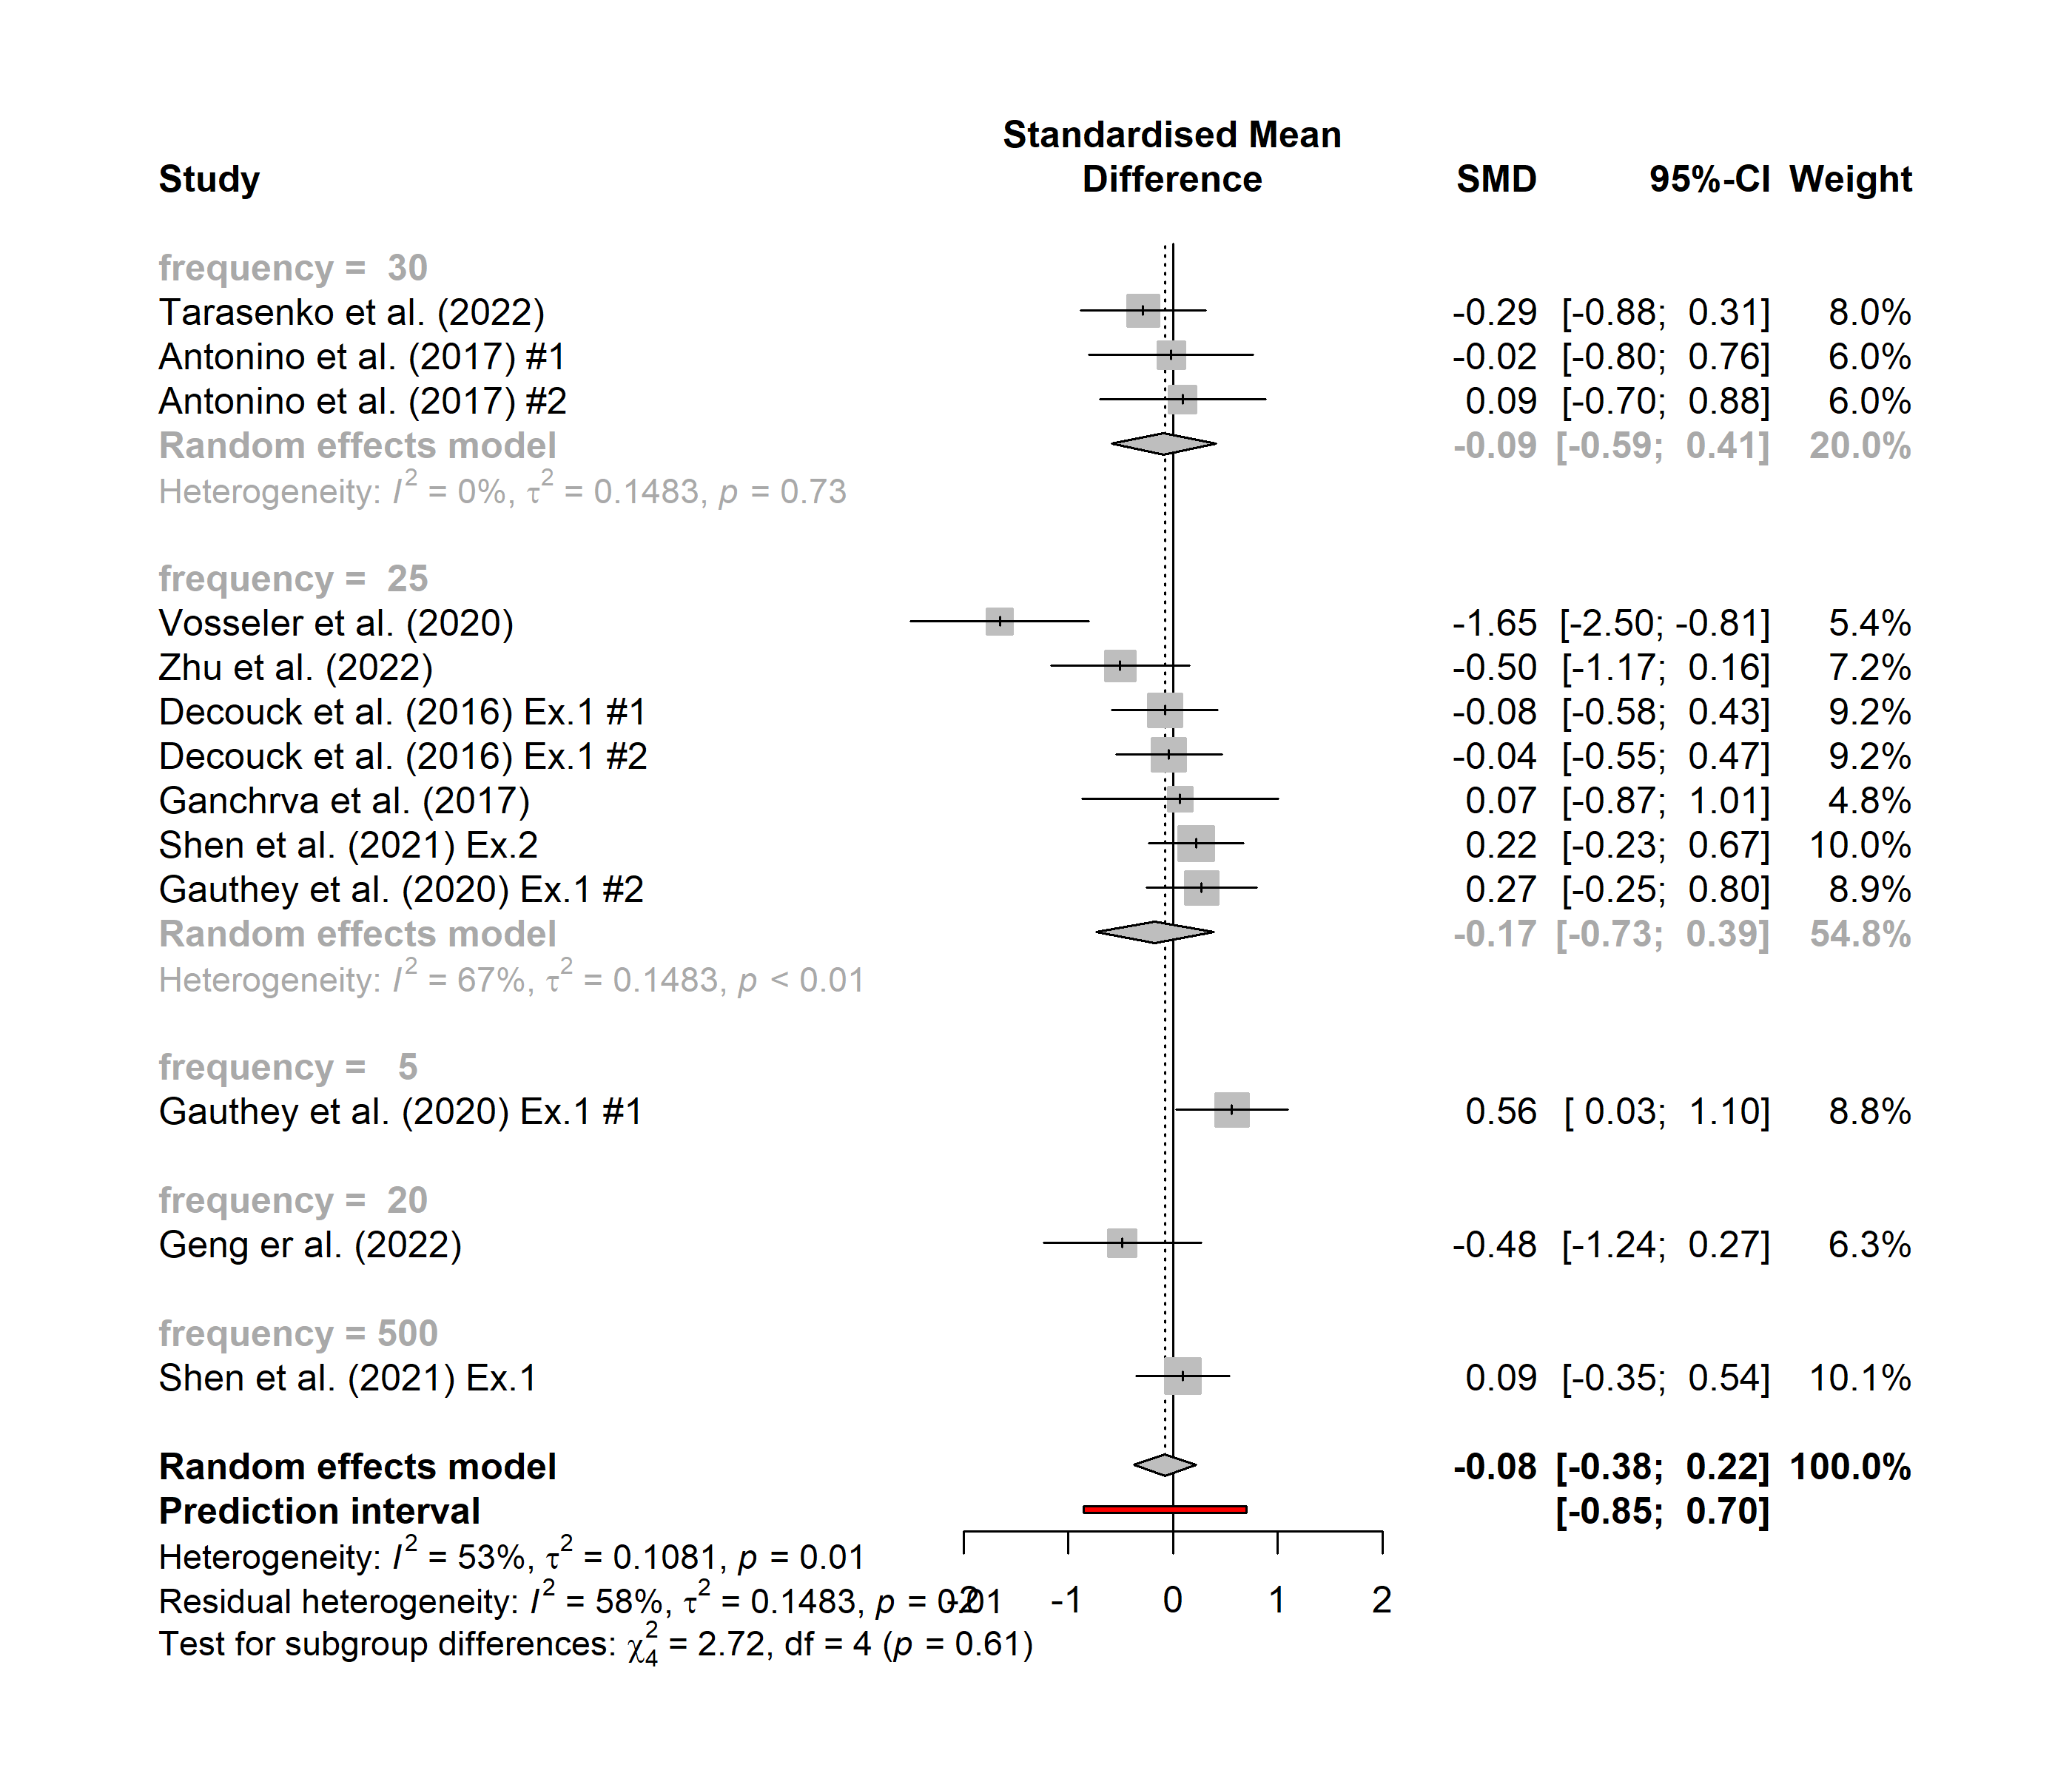 Standardised Mean
Study Difference SMD 95%-CI Weight
frequency = 30
Tarasenko et al. (2022) -0.29 [-0.88; 0.31] 8.0%
Antonino et al. (2017) #1 -0.02 [-0.80; 0.76] 6.0%
Antonino et al. (2017) #2 0.09 [-0.70; 0.88] 6.0%
Random effects model -0.09 [-0.59; 0.41] 20.0%
Heterogeneity: I² = 0%, τ² = 0.1483, p = 0.73
frequency = 25
Vosseler et al. (2020) -1.65 [-2.50; -0.81] 5.4%
Zhu et al. (2022) -0.50 [-1.17; 0.16] 7.2%
Decouck et al. (2016) Ex.1 #1 -0.08 [-0.58; 0.43] 9.2%
Decouck et al. (2016) Ex.1 #2 -0.04 [-0.55; 0.47] 9.2%
Ganchrva et al. (2017) 0.07 [-0.87; 1.01] 4.8%
Shen et al. (2021) Ex.2 0.22 [-0.23; 0.67] 10.0%
Gauthey et al. (2020) Ex.1 #2 0.27 [-0.25; 0.80] 8.9%
Random effects model -0.17 [-0.73; 0.39] 54.8%
Heterogeneity: I² = 67%, τ² = 0.1483, p < 0.01
frequency = 5
Gauthey et al. (2020) Ex.1 #1 0.56 [ 0.03; 1.10] 8.8%
frequency = 20
Geng er al. (2022) -0.48 [-1.24; 0.27] 6.3%
frequency = 500
Shen et al. (2021) Ex.1 0.09 [-0.35; 0.54] 10.1%
Random effects model -0.08 [-0.38; 0.22] 100.0%
Prediction interval [-0.85; 0.70]
Heterogeneity: I² = 53%, τ² = 0.1081, p = 0.01
Residual heterogeneity: I² = 58%, τ² = 0.1483, p = 0.01 -2 -1 0 1 2
Test for subgroup differences: χ²₄ = 2.72, df = 4 (p = 0.61)